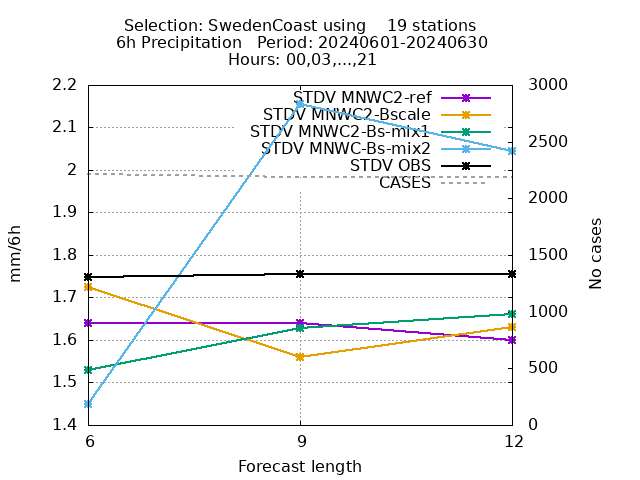 Selection: SwedenCoast using 19 stations
6h Precipitation Period: 20240601-20240630
Hours: 00,03,...,21
STDV MNWC2-ref
STDV MNWC2-Bscale
STDV MNWC2-Bs-mix1
STDV MNWC-Bs-mix2
STDV OBS
CASES
mm/6h
2.2
2.1
2
1.9
1.8
1.7
1.6
1.5
1.4
3000
2500
2000
1500
1000
500
0
No cases
6
9
12
Forecast length